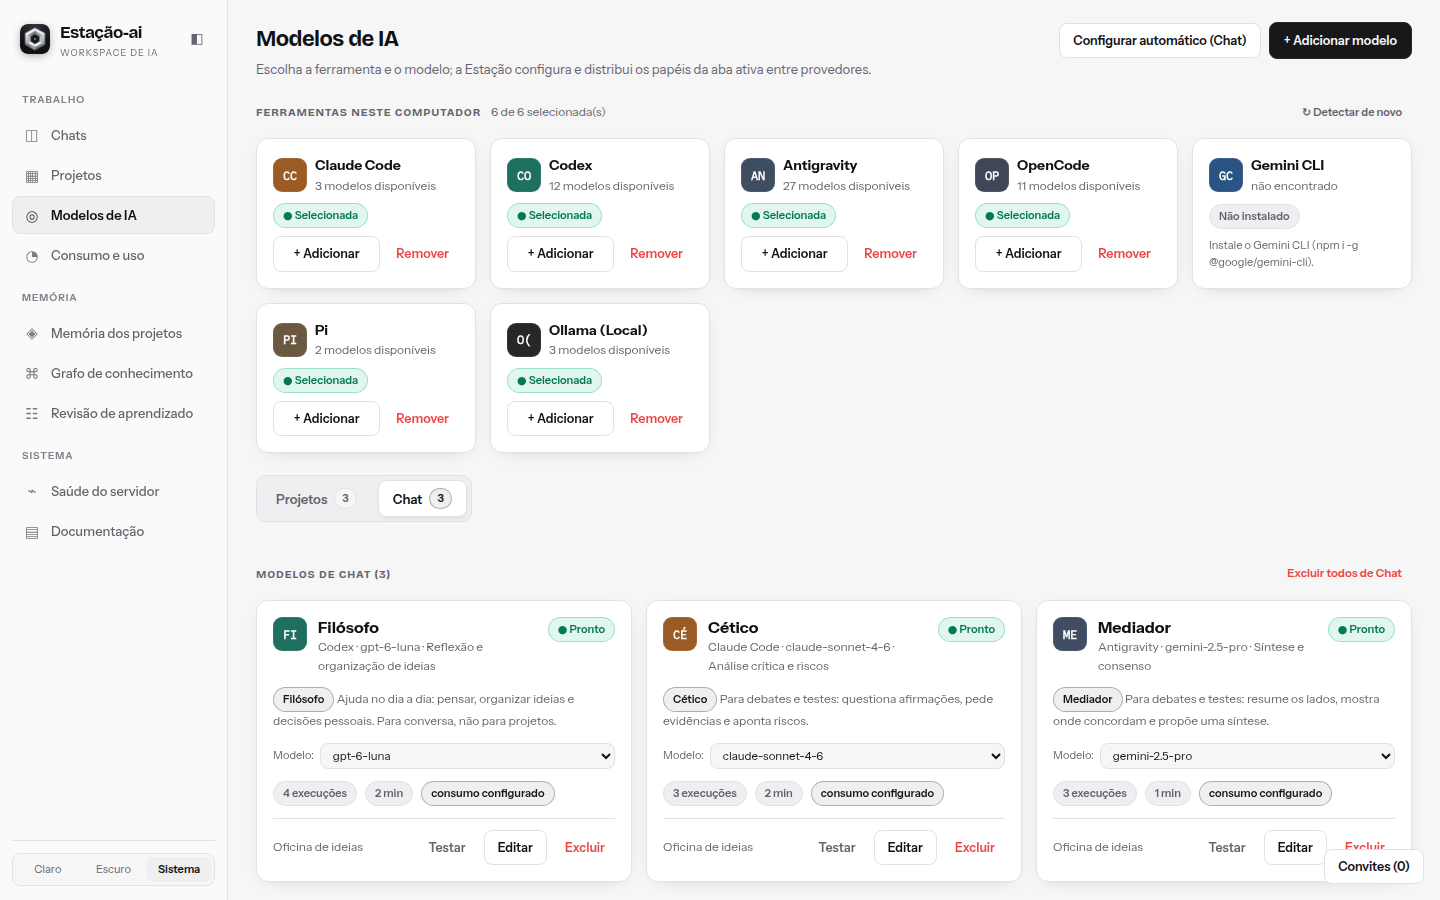 Estação-ai
WORKSPACE DE IA
TRABALHO
Chats
Projetos
Modelos de IA
Consumo e uso
MEMÓRIA
Memória dos projetos
Grafo de conhecimento
Revisão de aprendizado
SISTEMA
Saúde do servidor
Documentação
Claro Escuro Sistema
Modelos de IA
Escolha a ferramenta e o modelo; a Estação configura e distribui os papéis da aba ativa entre provedores.
Configurar automático (Chat) + Adicionar modelo
FERRAMENTAS NESTE COMPUTADOR 6 de 6 selecionada(s) ↻ Detectar de novo
CC Claude Code
3 modelos disponíveis
● Selecionada
+ Adicionar Remover
CO Codex
12 modelos disponíveis
● Selecionada
+ Adicionar Remover
AN Antigravity
27 modelos disponíveis
● Selecionada
+ Adicionar Remover
OP OpenCode
11 modelos disponíveis
● Selecionada
+ Adicionar Remover
GC Gemini CLI
não encontrado
Não instalado
Instale o Gemini CLI (npm i -g
@google/gemini-cli).
PI Pi
2 modelos disponíveis
● Selecionada
+ Adicionar Remover
O( Ollama (Local)
3 modelos disponíveis
● Selecionada
+ Adicionar Remover
Projetos 3 Chat 3
MODELOS DE CHAT (3) Excluir todos de Chat
FI Filósofo ● Pronto
Codex · gpt-6-luna · Reflexão e
organização de ideias
Filósofo Ajuda no dia a dia: pensar, organizar ideias e
decisões pessoais. Para conversa, não para projetos.
Modelo: gpt-6-luna
4 execuções 2 min consumo configurado
Oficina de ideias Testar Editar Excluir
CÉ Cético ● Pronto
Claude Code · claude-sonnet-4-6 ·
Análise crítica e riscos
Cético Para debates e testes: questiona afirmações, pede
evidências e aponta riscos.
Modelo: claude-sonnet-4-6
3 execuções 2 min consumo configurado
Oficina de ideias Testar Editar Excluir
ME Mediador ● Pronto
Antigravity · gemini-2.5-pro · Síntese e
consenso
Mediador Para debates e testes: resume os lados, mostra
onde concordam e propõe uma síntese.
Modelo: gemini-2.5-pro
3 execuções 1 min consumo configurado
Oficina de ideias Testar Editar Excluir
Convites (0)